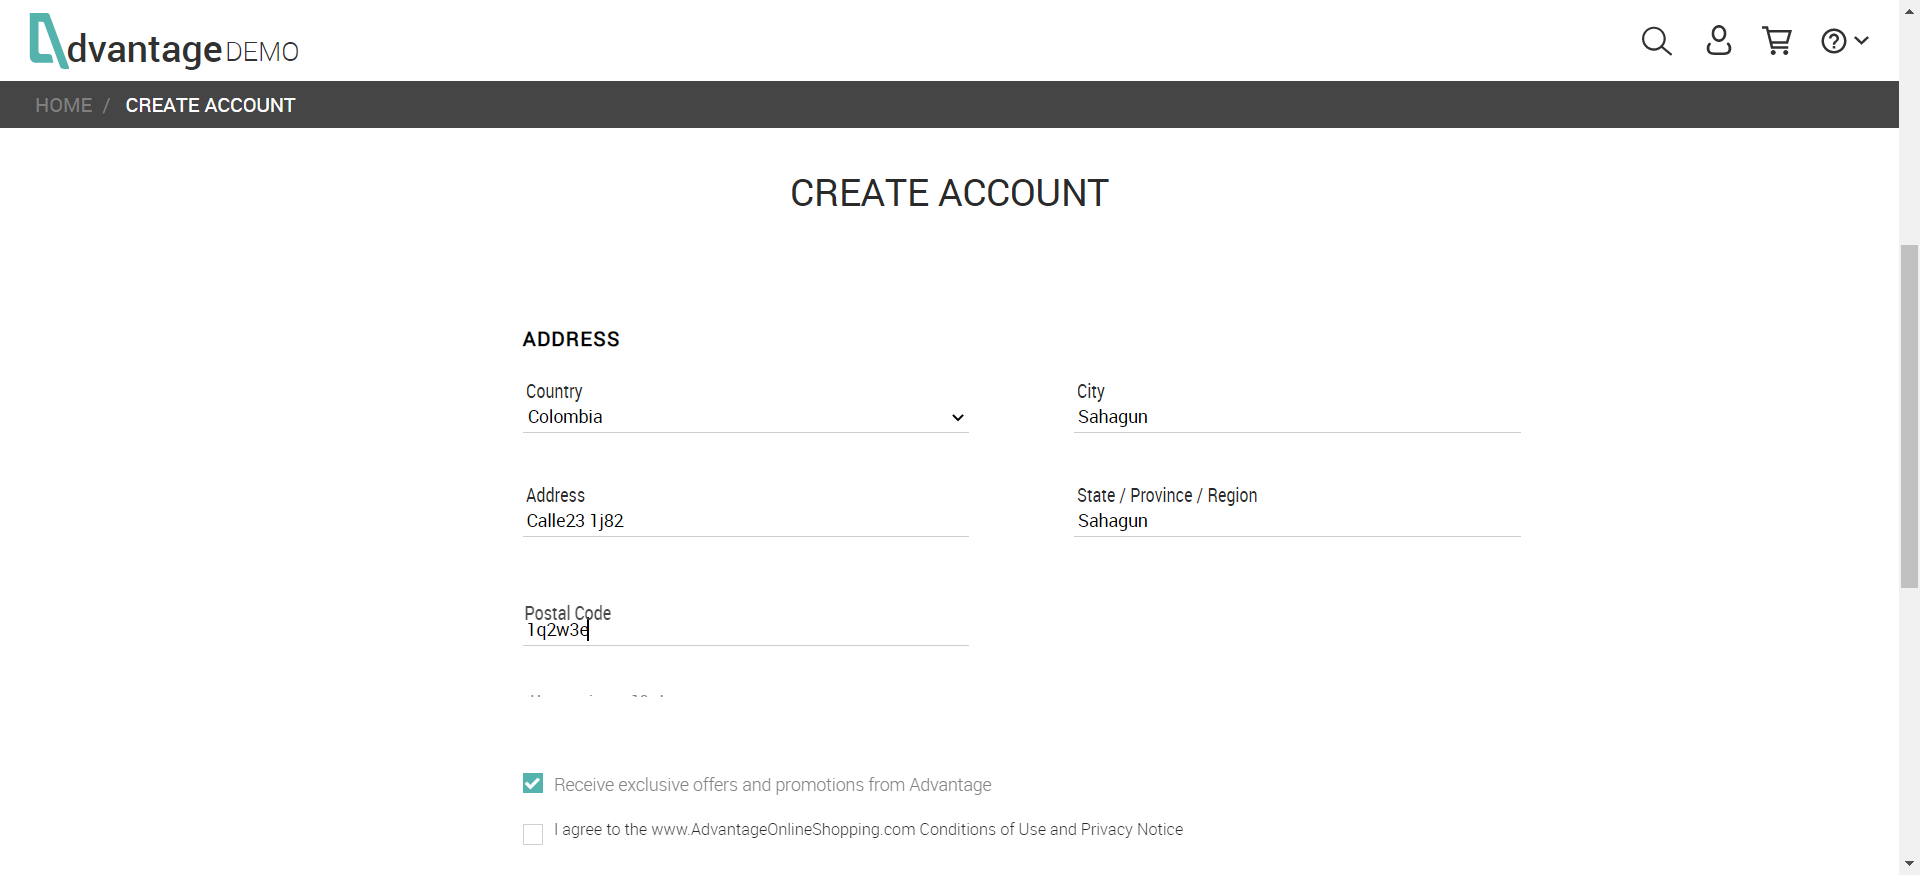 dvantage DEMO
HOME / CREATE ACCOUNT
CREATE ACCOUNT
ADDRESS
Country
Colombia
City
Sahagun
Address
Calle23 1j82
State / Province / Region
Sahagun
Postal Code
1q2w3e
Receive exclusive offers and promotions from Advantage
I agree to the www.AdvantageOnlineShopping.com Conditions of Use and Privacy Notice